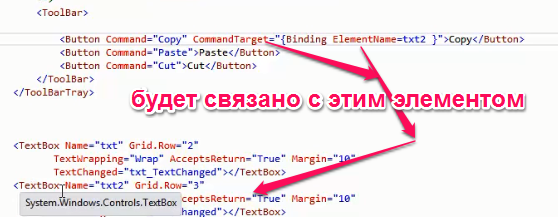 <ToolBar>
<Button Command="Copy" CommandTarget="{Binding ElementName=txt2 }">Copy</Button>
<Button Command="Paste">Paste</Button>
<Button Command="Cut">Cut</Button>
</ToolBar>
</ToolBarTray>
будет связано с этим элементом
<TextBox Name="txt" Grid.Row="2"
TextWrapping="Wrap" AcceptsReturn="True" Margin="10"
TextChanged="txt_TextChanged"></TextBox>
<TextBox Name="txt2" Grid.Row="3"
System.Windows.Controls.TextBox
Return="True" Margin="10"
></TextBox>